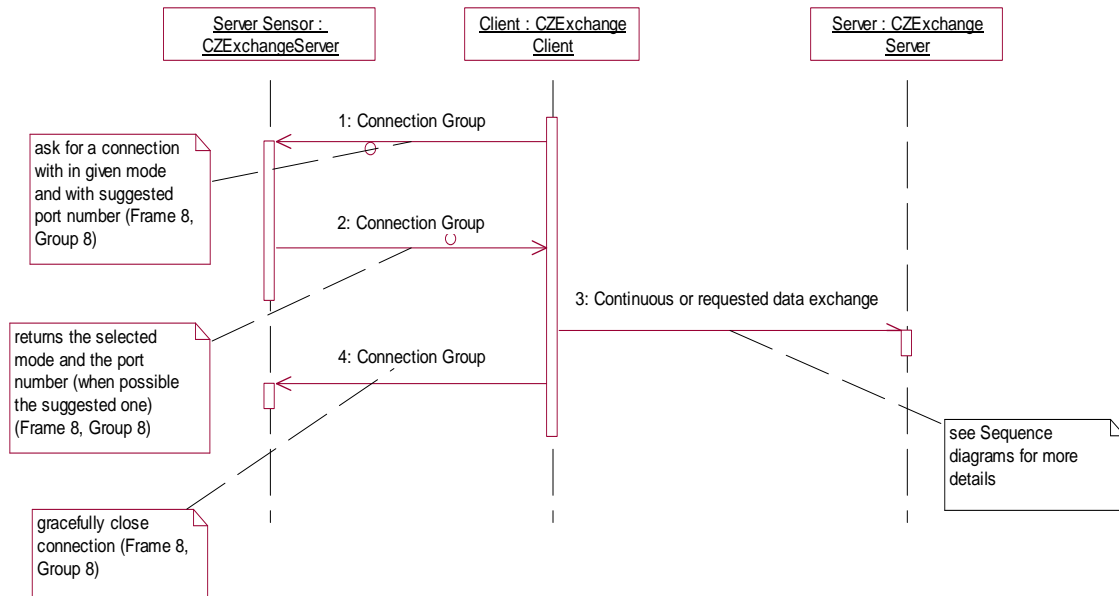 Server Sensor :
CZExchangeServer
Client : CZExchange
Client
Server : CZExchange
Server
1: Connection Group
ask for a connection
with in given mode
and with suggested
port number (Frame 8,
Group 8)
2: Connection Group
3: Continuous or requested data exchange
returns the selected
mode and the port
number (when possible
the suggested one)
(Frame 8, Group 8)
4: Connection Group
see Sequence
diagrams for more
details
gracefully close
connection (Frame 8,
Group 8)